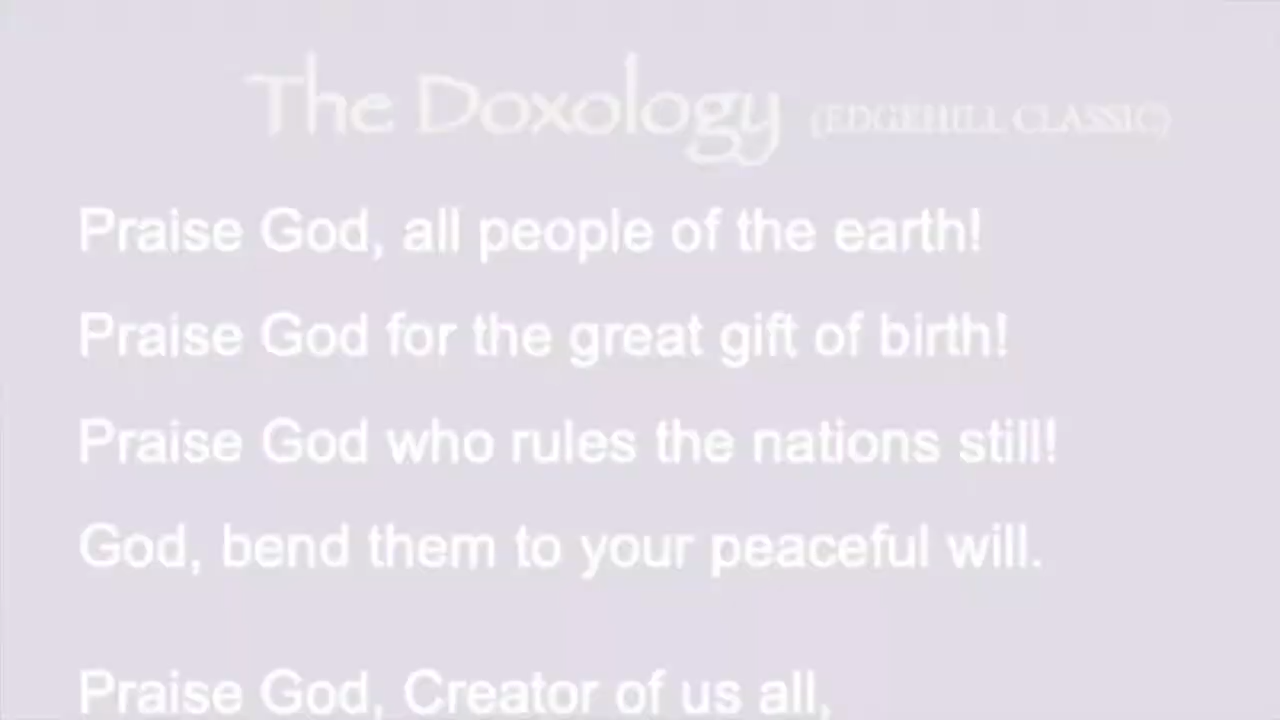 The Doxology (EDGEHILL CLASSIC)
Praise God, all people of the earth!
Praise God for the great gift of birth!
Praise God who rules the nations still!
God, bend them to your peaceful will.
Praise God, Creator of us all,